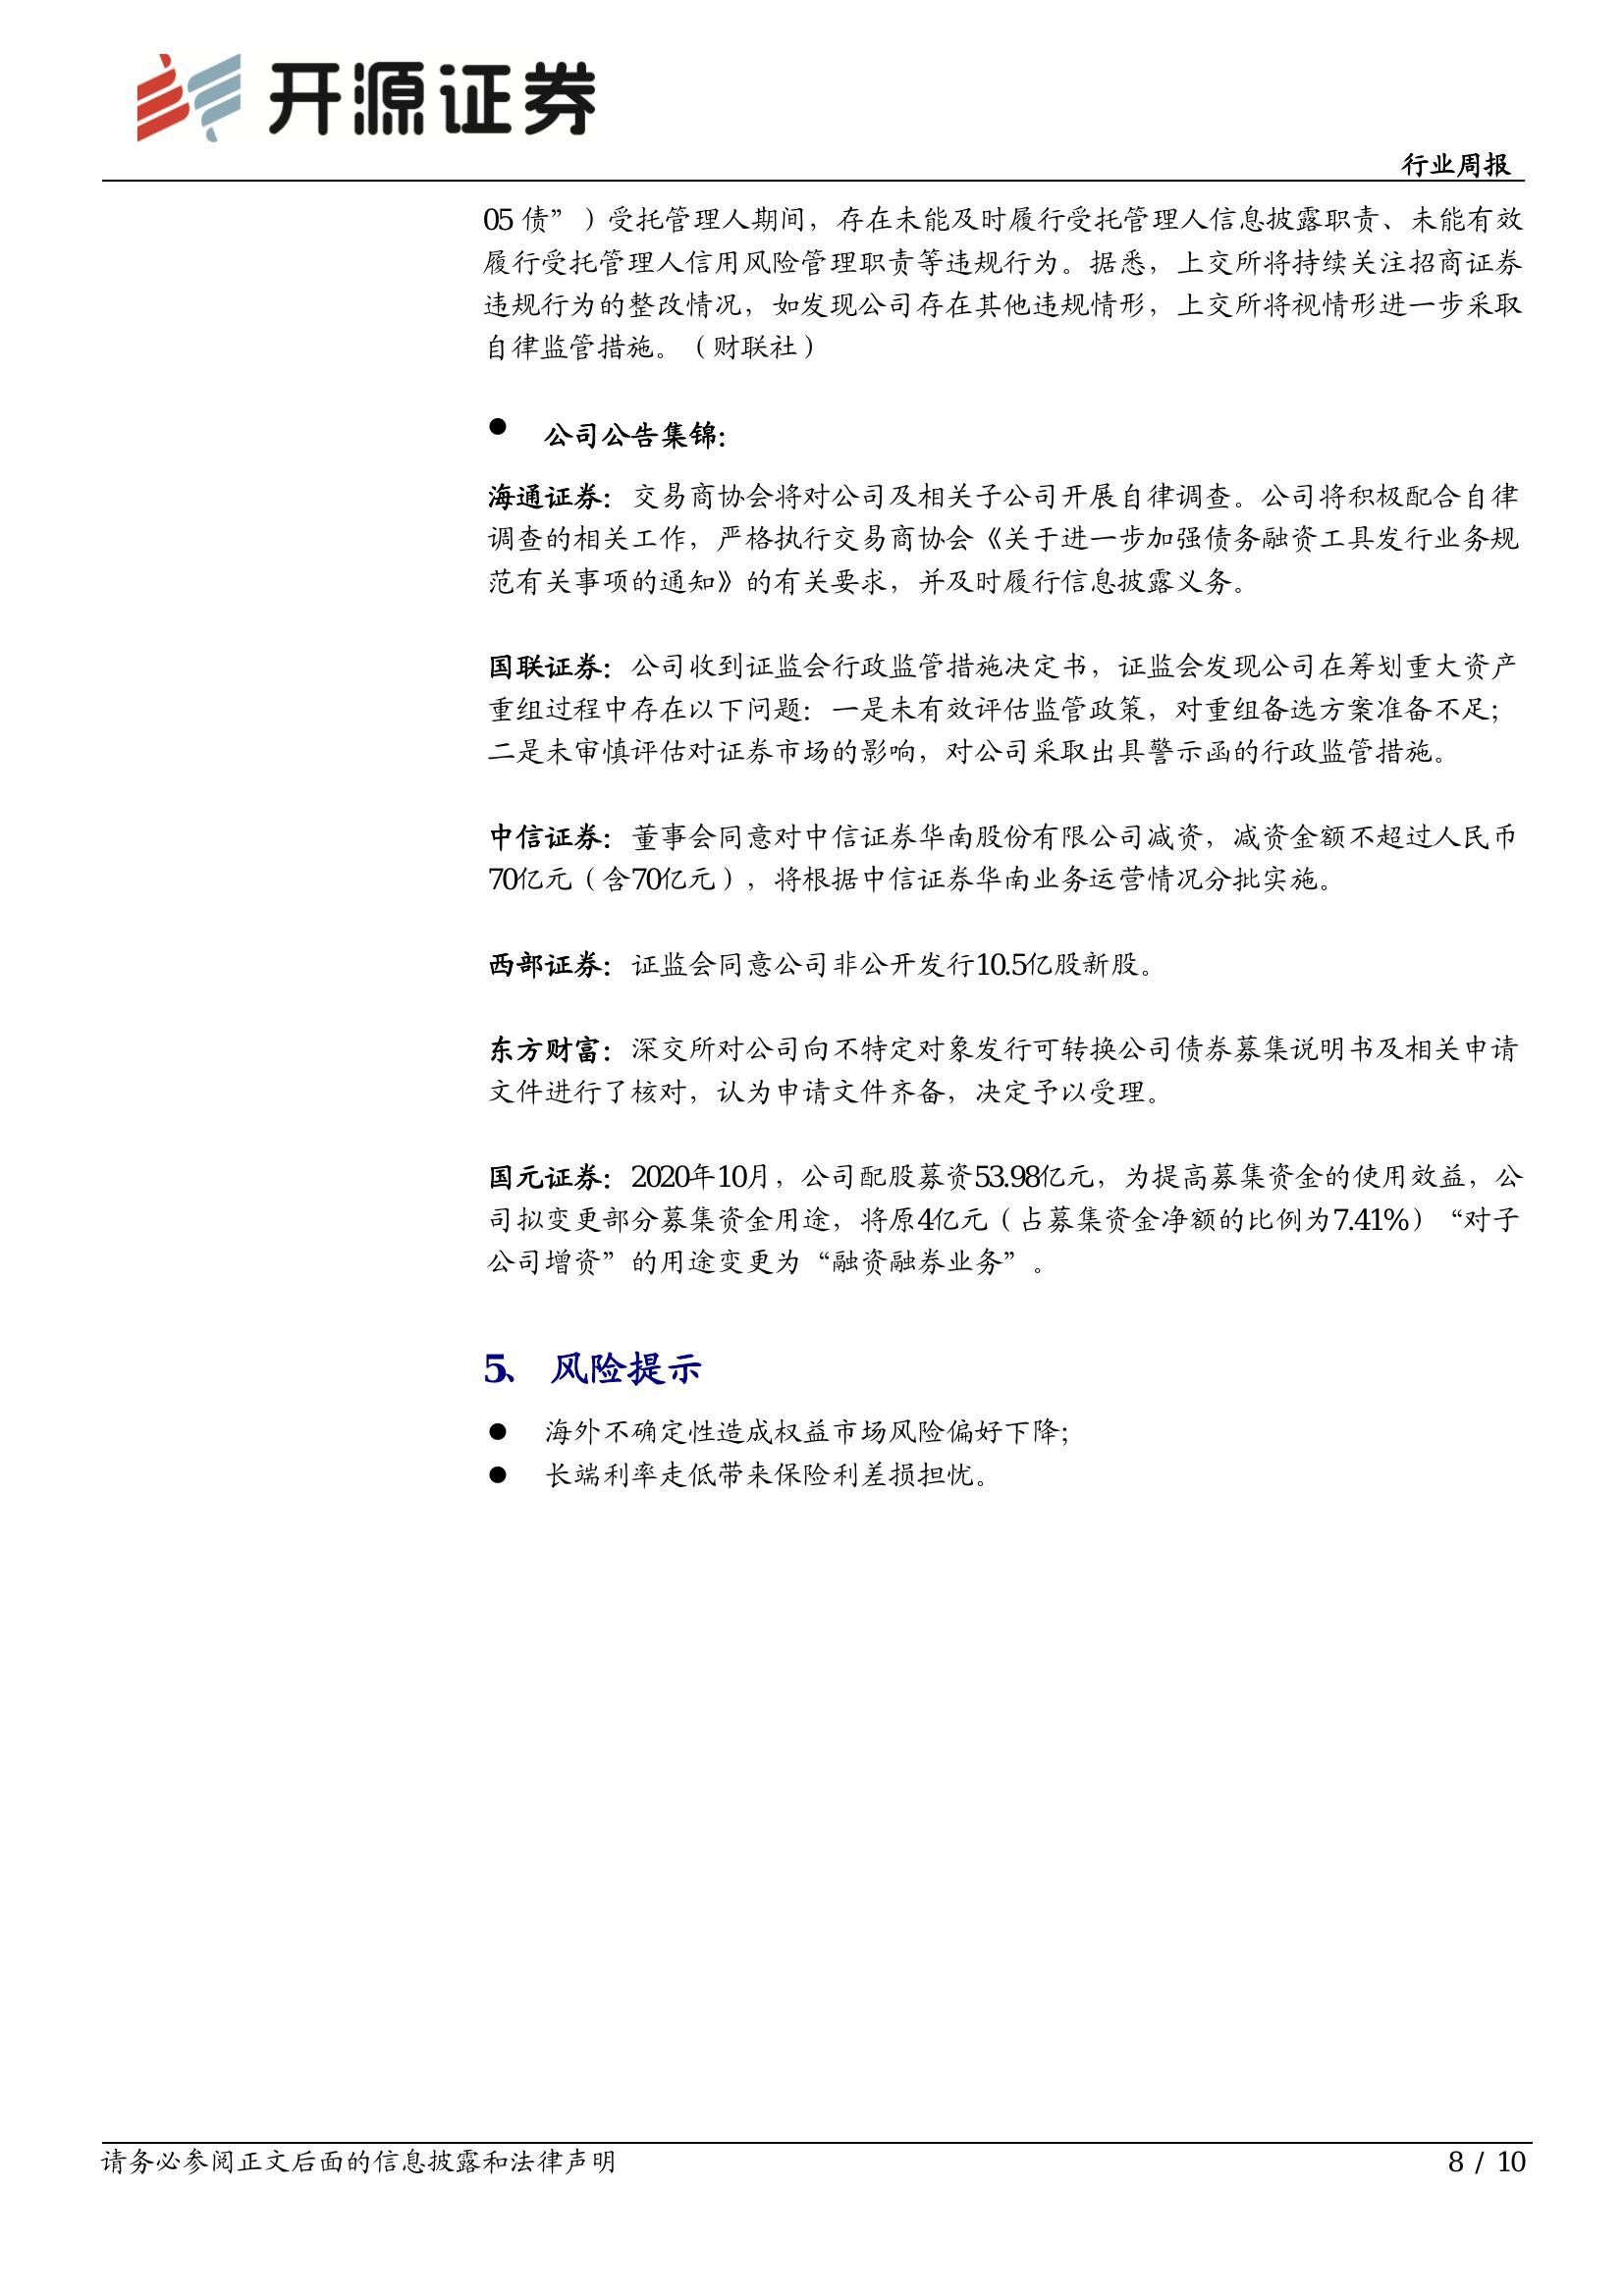 开源证券
行业周报
05 债”）受托管理人期间，存在未能及时履行受托管理人信息披露职责、未能有效
履行受托管理人信用风险管理职责等违规行为。据悉，上交所将持续关注招商证券
违规行为的整改情况，如发现公司存在其他违规情形，上交所将视情形进一步采取
自律监管措施。（财联社）
● 公司公告集锦：
海通证券：交易商协会将对公司及相关子公司开展自律调查。公司将积极配合自律
调查的相关工作，严格执行交易商协会《关于进一步加强债务融资工具发行业务规
范有关事项的通知》的有关要求，并及时履行信息披露义务。
国联证券：公司收到证监会行政监管措施决定书，证监会发现公司在筹划重大资产
重组过程中存在以下问题：一是未有效评估监管政策，对重组备选方案准备不足；
二是未审慎评估对证券市场的影响，对公司采取出具警示函的行政监管措施。
中信证券：董事会同意对中信证券华南股份有限公司减资，减资金额不超过人民币
70亿元（含70亿元），将根据中信证券华南业务运营情况分批实施。
西部证券：证监会同意公司非公开发行10.5亿股新股。
东方财富：深交所对公司向不特定对象发行可转换公司债券募集说明书及相关申请
文件进行了核对，认为申请文件齐备，决定予以受理。
国元证券：2020年10月，公司配股募资53.98亿元，为提高募集资金的使用效益，公
司拟变更部分募集资金用途，将原4亿元（占募集资金净额的比例为7.41%）“对子
公司增资”的用途变更为“融资融券业务”。
5、 风险提示
● 海外不确定性造成权益市场风险偏好下降；
● 长端利率走低带来保险利差损担忧。
请务必参阅正文后面的信息披露和法律声明
8 / 10